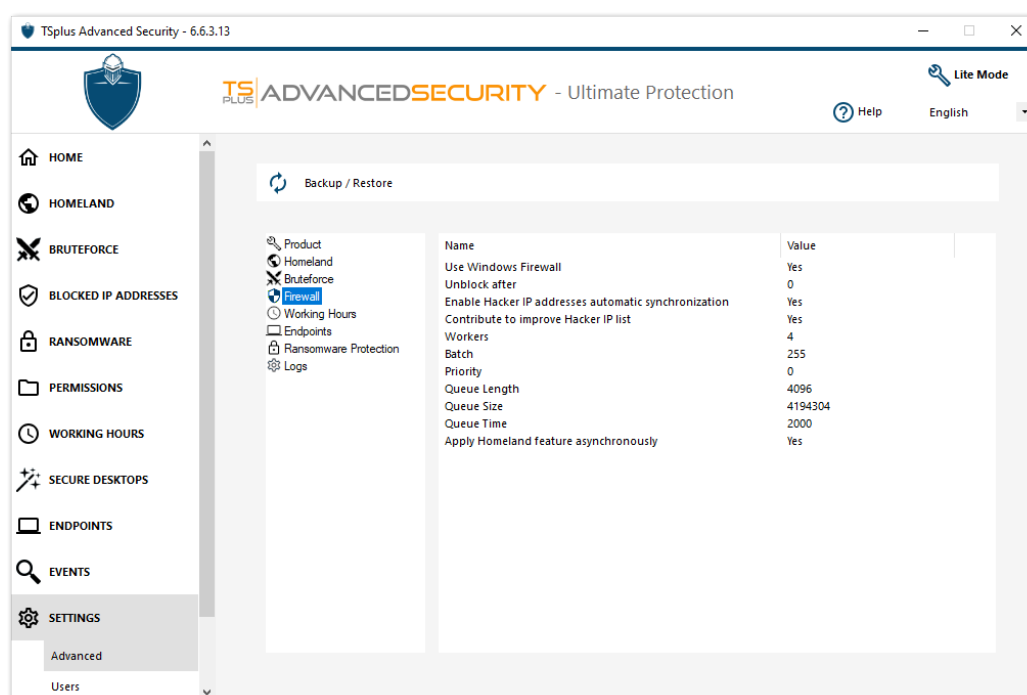 TSplus Advanced Security - 6.6.3.13
TS PLUS ADVANCEDSECURITY - Ultimate Protection
Lite Mode
Help
English
HOME
HOMELAND
BRUTEFORCE
BLOCKED IP ADDRESSES
RANSOMWARE
PERMISSIONS
WORKING HOURS
SECURE DESKTOPS
ENDPOINTS
EVENTS
SETTINGS
Advanced
Users
Backup / Restore
Product
Homeland
Bruteforce
Firewall
Working Hours
Endpoints
Ransomware Protection
Logs
Name Value
Use Windows Firewall Yes
Unblock after 0
Enable Hacker IP addresses automatic synchronization Yes
Contribute to improve Hacker IP list Yes
Workers 4
Batch 255
Priority 0
Queue Length 4096
Queue Size 4194304
Queue Time 2000
Apply Homeland feature asynchronously Yes